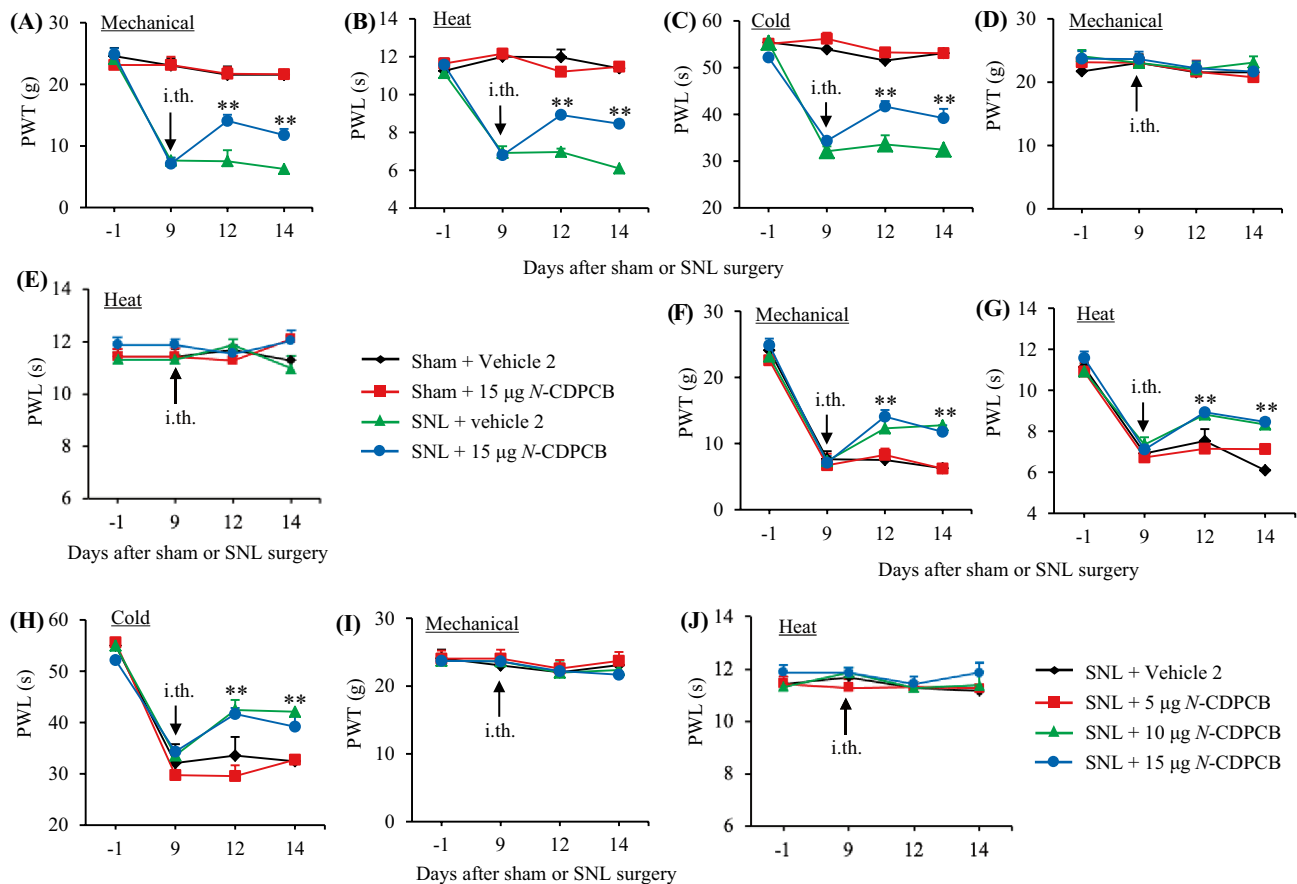 (A) Mechanical
PWT (g)
30
20
10
0
i.th.
**
**
-1 9 12 14
(B) Heat
PWL (s)
14
12
10
8
6
4
i.th.
**
**
-1 9 12 14
(C) Cold
PWL (s)
60
50
40
30
20
i.th.
**
**
-1 9 12 14
(D) Mechanical
PWT (g)
30
20
10
0
i.th.
-1 9 12 14
Days after sham or SNL surgery
(E) Heat
PWL (s)
14
12
10
8
6
i.th.
-1 9 12 14
Days after sham or SNL surgery
Sham + Vehicle 2
Sham + 15 µg N-CDPCB
SNL + vehicle 2
SNL + 15 µg N-CDPCB
(F) Mechanical
PWT (g)
30
20
10
0
i.th.
**
**
-1 9 12 14
(G) Heat
PWL (s)
14
12
10
8
6
4
i.th.
**
**
-1 9 12 14
Days after sham or SNL surgery
(H) Cold
PWL (s)
60
50
40
30
20
i.th.
**
**
-1 9 12 14
(I) Mechanical
PWT (g)
30
20
10
0
i.th.
-1 9 12 14
Days after sham or SNL surgery
(J) Heat
PWL (s)
14
12
10
8
6
i.th.
-1 9 12 14
SNL + Vehicle 2
SNL + 5 µg N-CDPCB
SNL + 10 µg N-CDPCB
SNL + 15 µg N-CDPCB